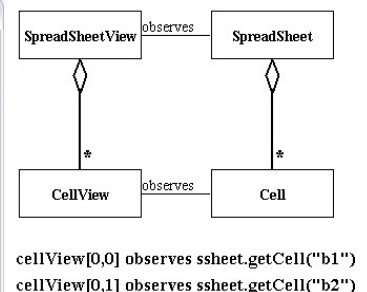 observes
SpreadSheetView SpreadSheet
* *
observes
CellView Cell
cellView[0,0] observes ssheet.getCell("b1")
cellView[0,1] observes ssheet.getCell("b2")